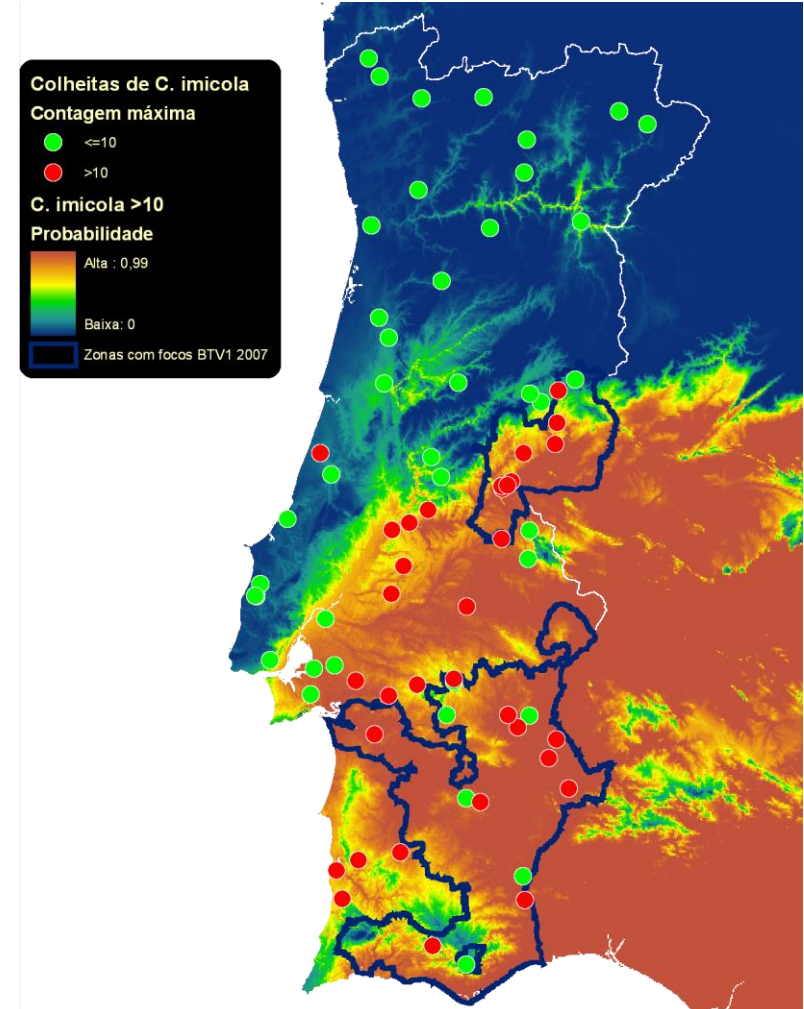 Colheitas de C. imicola
Contagem máxima
<=10
>10
C. imicola >10
Probabilidade
Alta : 0,99
Baixa: 0
Zonas com focos BTV1 2007